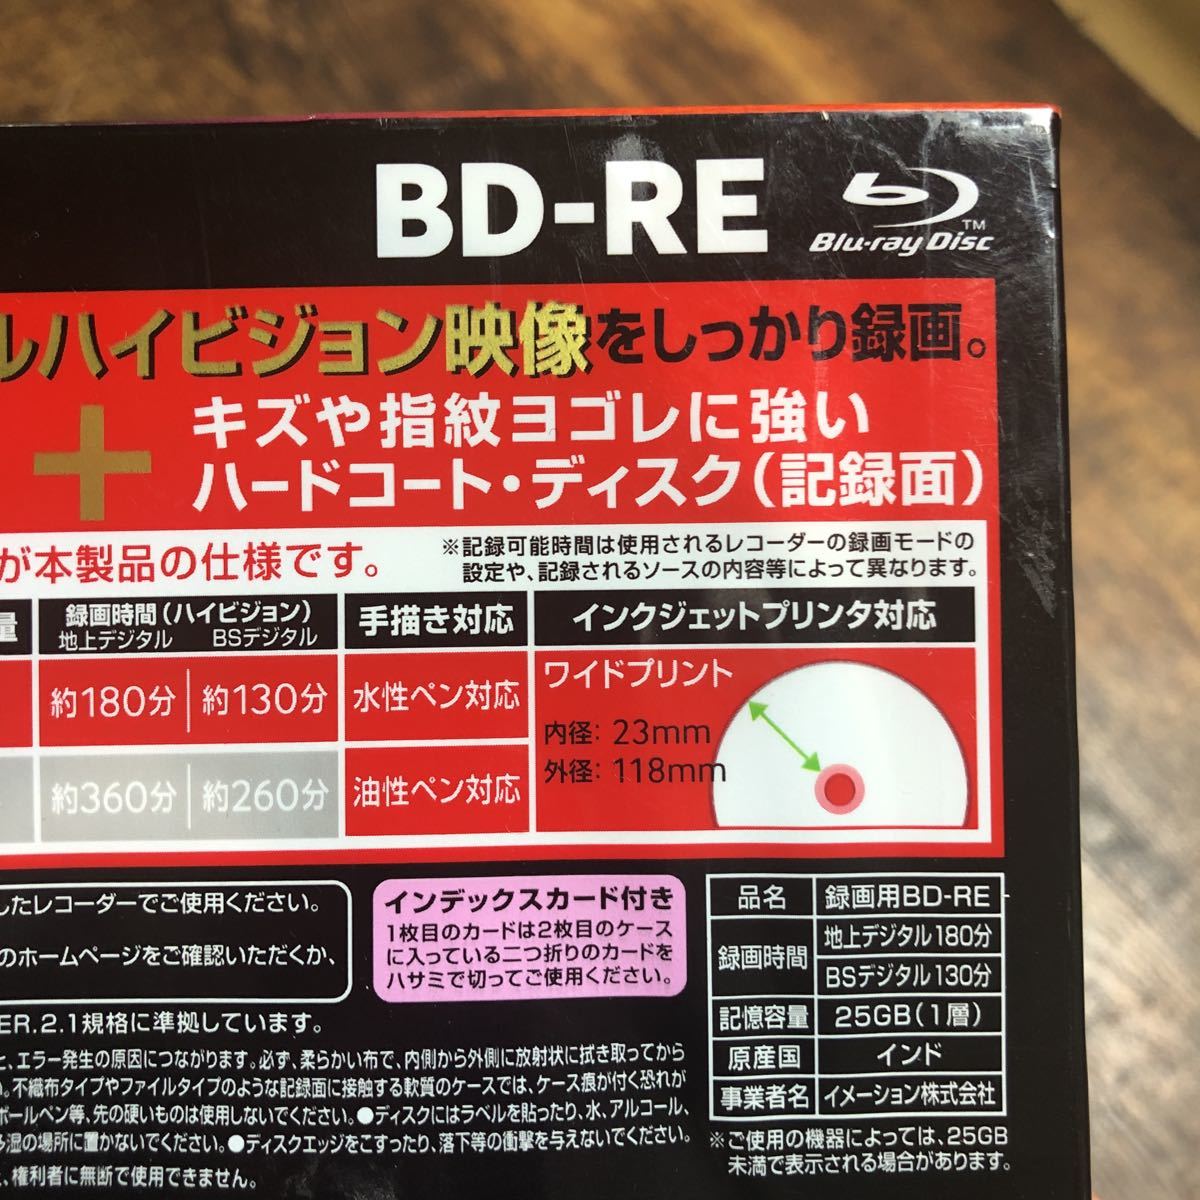 BD-RE
Blu-ray Disc
TM
ルハイビジョン映像をしっかり録画。
+
キズや指紋ヨゴレに強い
ハードコート・ディスク(記録面)
が本製品の仕様です。
※記録可能時間は使用されるレコーダーの録画モードの
設定や、記録されるソースの内容等によって異なります。
量
録画時間(ハイビジョン)
地上デジタル BSデジタル
手描き対応
インクジェットプリンタ対応
約180分 約130分
水性ペン対応
約360分 約260分
油性ペン対応
ワイドプリント
内径: 23mm
外径: 118mm
したレコーダーでご使用ください。
のホームページをご確認いただくか、
インデックスカード付き
1枚目のカードは2枚目のケース
に入っている二つ折りのカードを
ハサミで切ってご使用ください。
品名 録画用BD-RE
録画時間 地上デジタル180分
BSデジタル130分
記憶容量 25GB(1層)
原産国 インド
事業者名 イメーション株式会社
※ご使用の機器によっては、25GB
未満で表示される場合があります。
ER.2.1規格に準拠しています。
と、エラー発生の原因につながります。必ず、柔らかい布で、内側から外側に放射状に拭き取ってから
い。不織布タイプやファイルタイプのような記録面に接触する軟質のケースでは、ケース痕が付く恐れが
ボールペン等、先の硬いものは使用しないでください。●ディスクにはラベルを貼ったり、水、アルコール、
多湿の場所に置かないでください。●ディスクエッジをこすったり、落下等の衝撃を与えないでください。
、権利者に無断で使用できません。